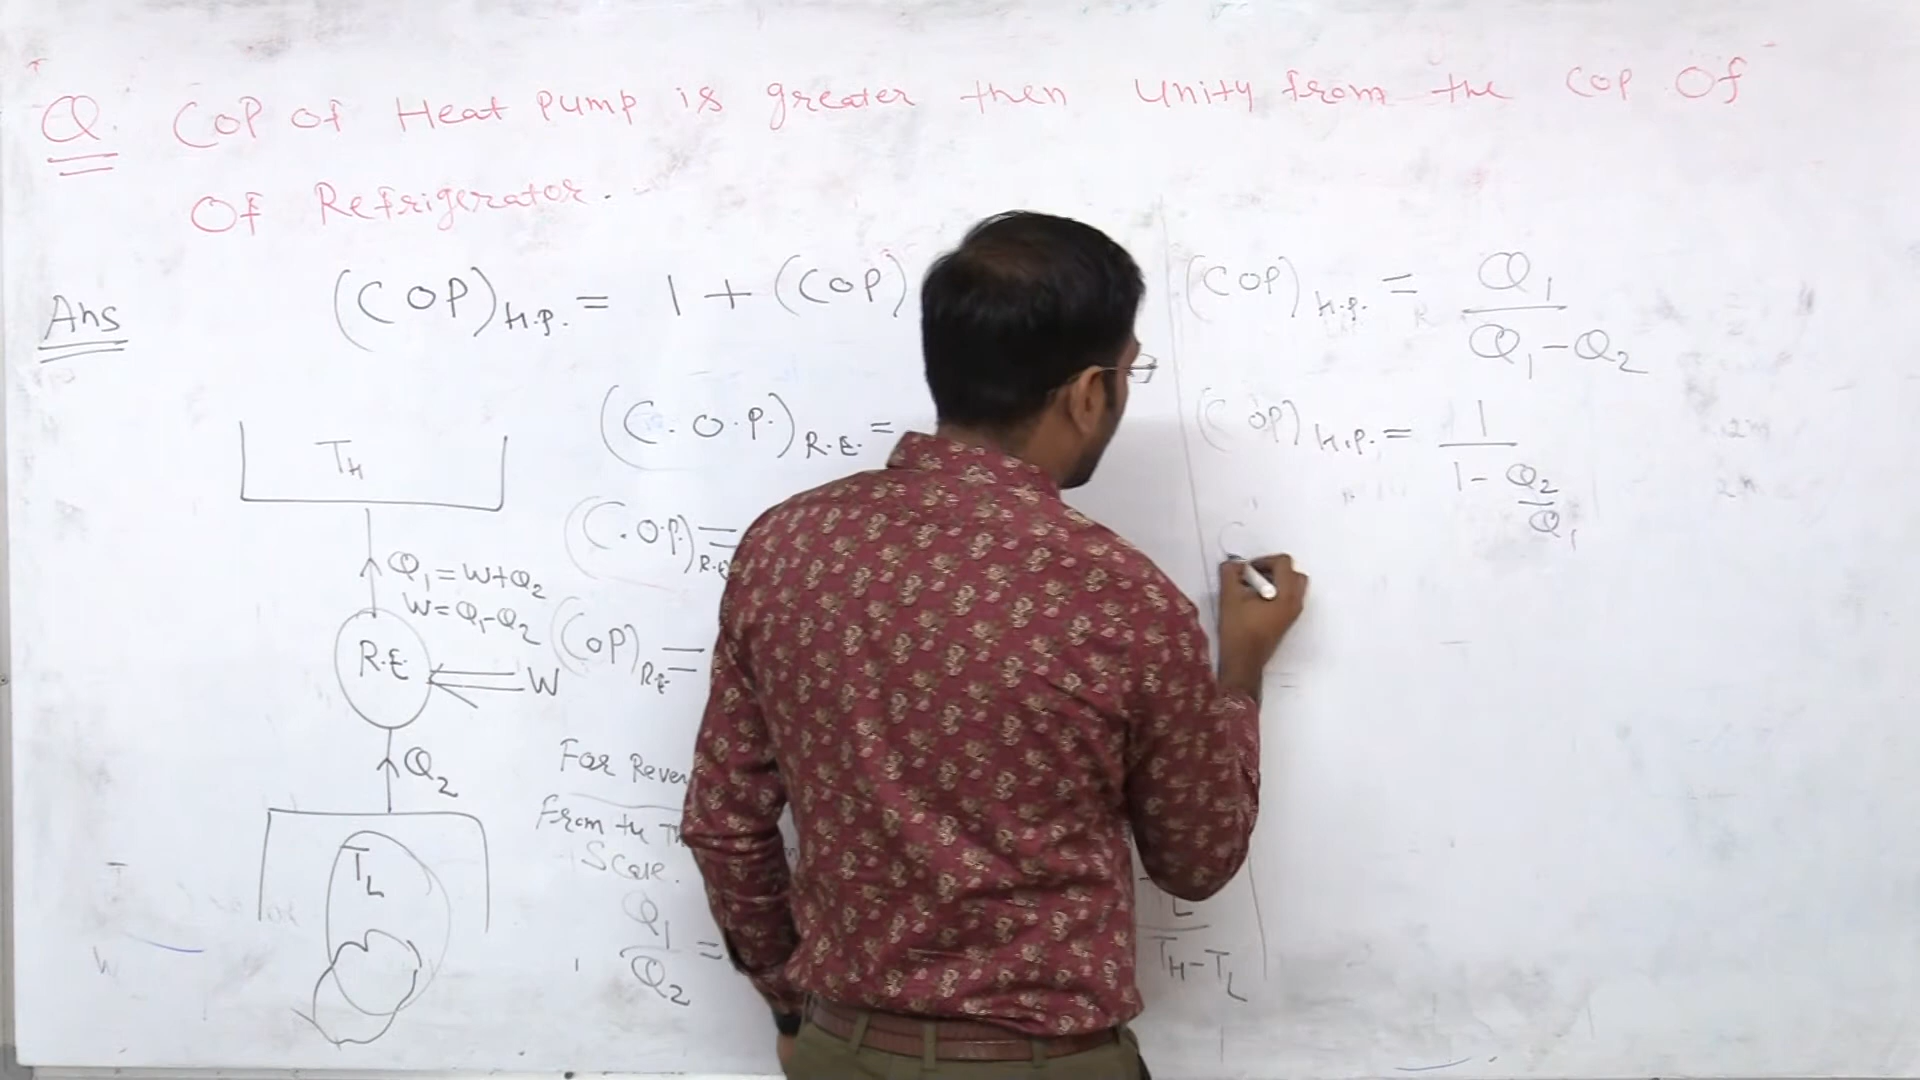 Q. COP Of Heat Pump is greater then Unity from the COP Of
Of Refrigerator.
Ans
(COP)H.P. = 1 + (COP)
(C.O.P.)R.E. =
(C.O.P.)R.E =
(COP)R.E =
TH
Q1 = W+Q2
W = Q1-Q2
R.E.
W
Q2
TL
For Rever
From the Th
Scale.
Q1/Q2 =
TL/TH-TL
(COP)H.P. = Q1/Q1-Q2
(COP)H.P. = 1/1-Q2/Q1